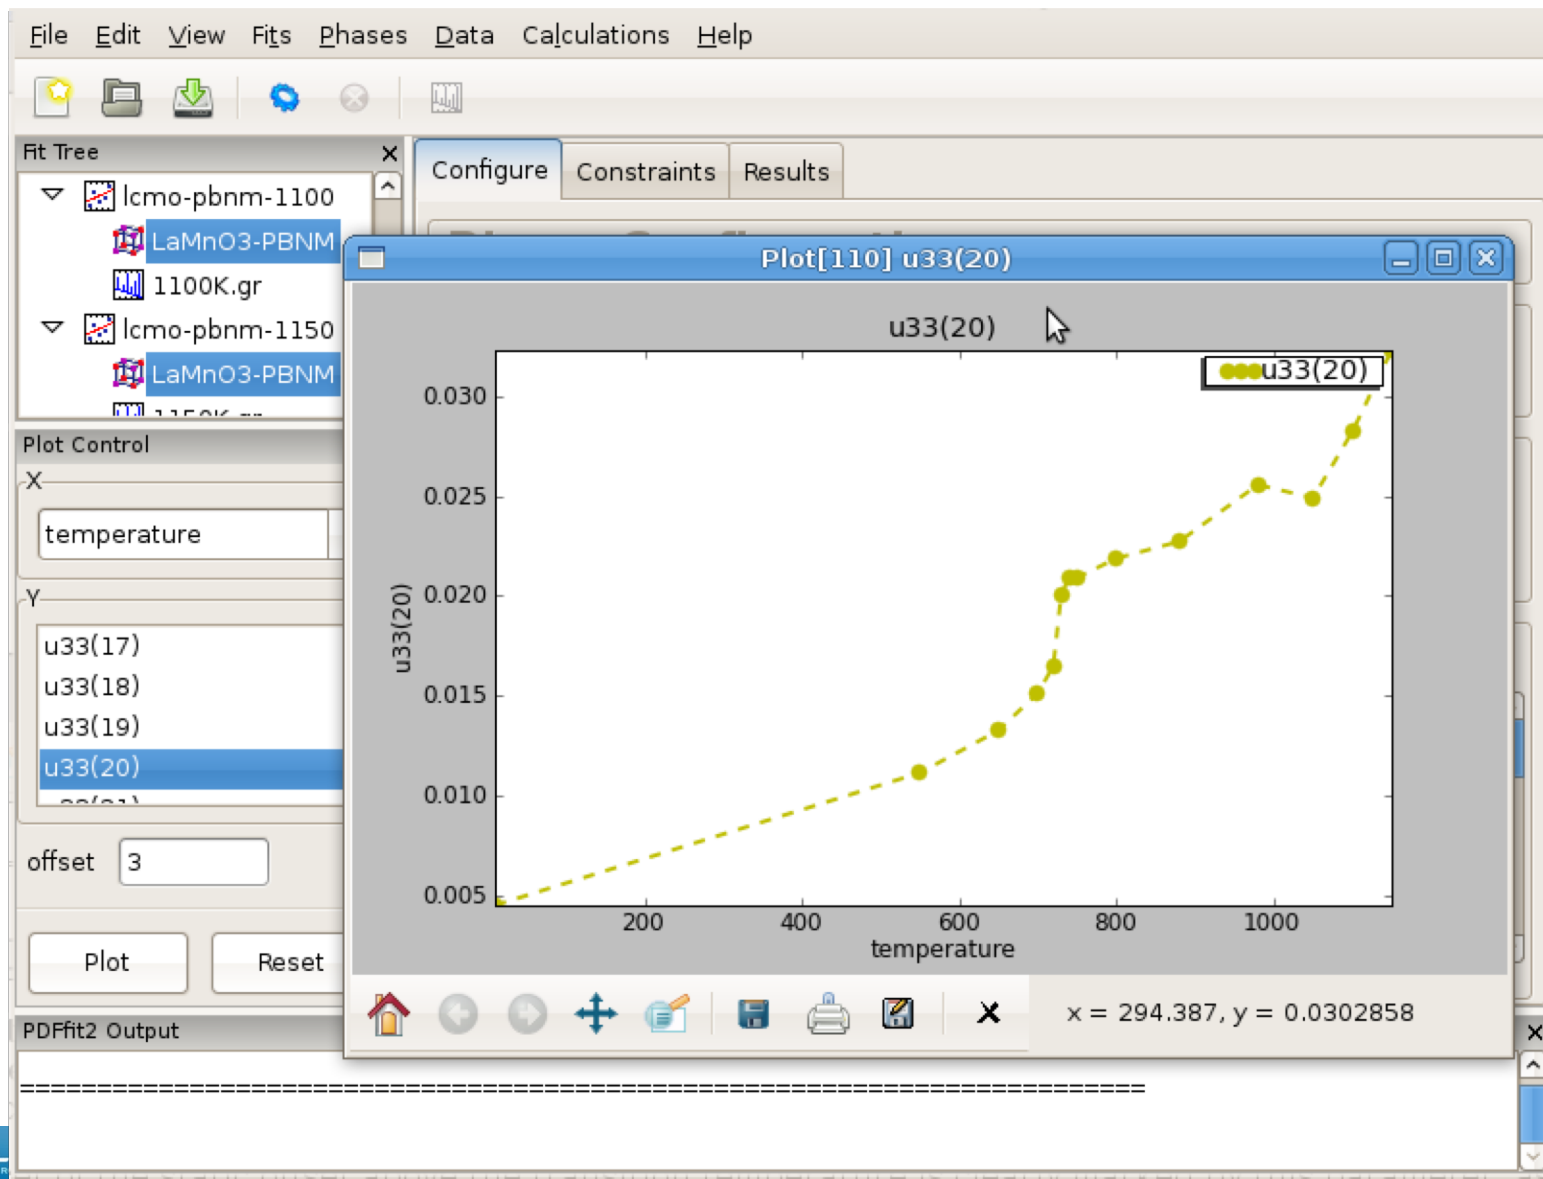 File Edit View Fits Phases Data Calculations Help
Fit Tree
Configure Constraints Results
lcmo-pbnm-1100
LaMnO3-PBNM
1100K.gr
lcmo-pbnm-1150
LaMnO3-PBNM
1150K.gr
Plot[110] u33(20)
u33(20)
u33(20)
0.030
0.025
0.020
0.015
0.010
0.005
u33(20)
200 400 600 800 1000
temperature
x = 294.387, y = 0.0302858
Plot Control
X
temperature
Y
u33(17)
u33(18)
u33(19)
u33(20)
offset 3
Plot Reset
PDFfit2 Output
=========================================================================